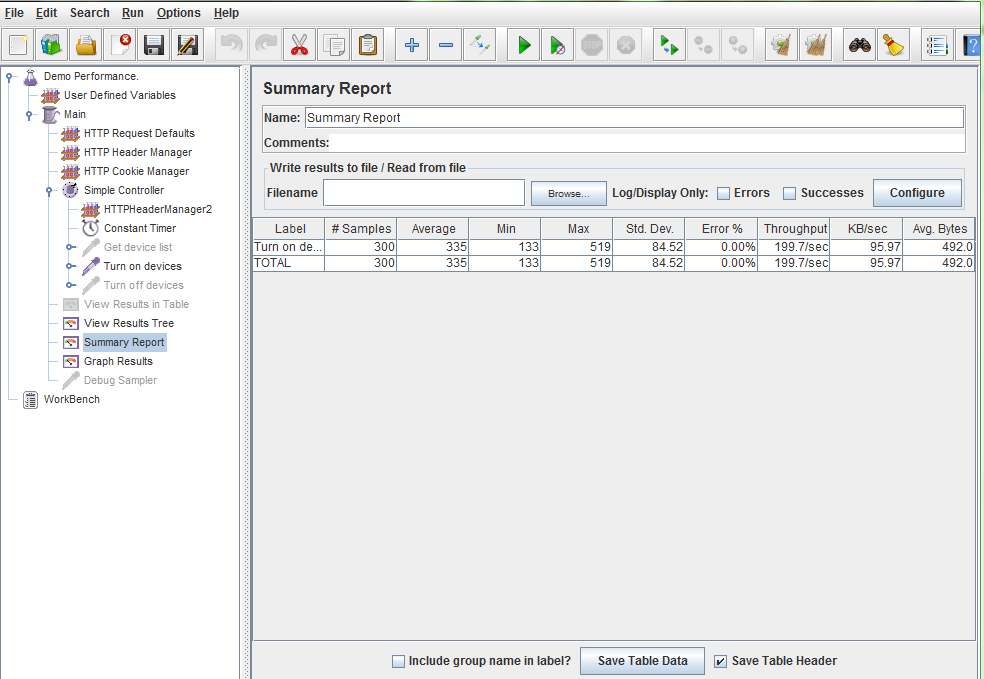 File Edit Search Run Options Help
Demo Performance.
User Defined Variables
Main
HTTP Request Defaults
HTTP Header Manager
HTTP Cookie Manager
Simple Controller
HTTPHeaderManager2
Constant Timer
Get device list
Turn on devices
Turn off devices
View Results in Table
View Results Tree
Summary Report
Graph Results
Debug Sampler
WorkBench
Summary Report
Name: Summary Report
Comments:
Write results to file / Read from file
Filename Browse... Log/Display Only: Errors Successes Configure
Label # Samples Average Min Max Std. Dev. Error % Throughput KB/sec Avg. Bytes
Turn on de... 300 335 133 519 84.52 0.00% 199.7/sec 95.97 492.0
TOTAL 300 335 133 519 84.52 0.00% 199.7/sec 95.97 492.0
Include group name in label? Save Table Data Save Table Header